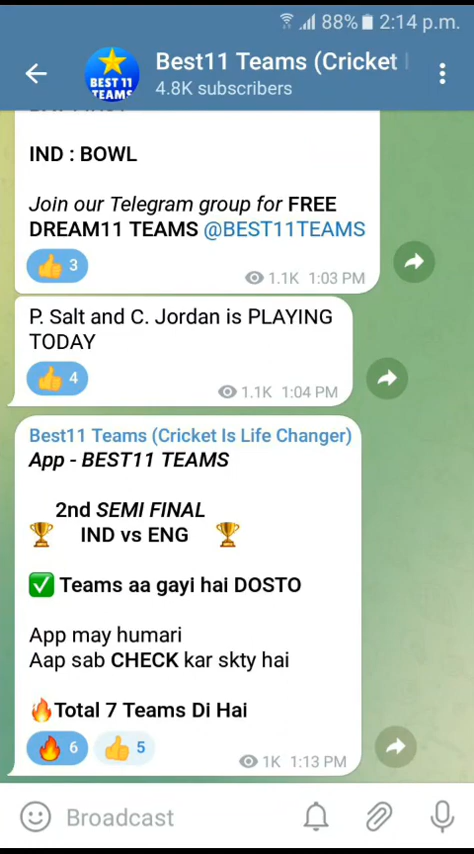 88% 2:14 p.m.
Best11 Teams (Cricket
4.8K subscribers
BEST 11
TEAMS
IND : BOWL
Join our Telegram group for FREE
DREAM11 TEAMS @BEST11TEAMS
👍 3
1.1K 1:03 PM
P. Salt and C. Jordan is PLAYING
TODAY
👍 4
1.1K 1:04 PM
Best11 Teams (Cricket Is Life Changer)
App - BEST11 TEAMS
2nd SEMI FINAL
🏆 IND vs ENG 🏆
✅ Teams aa gayi hai DOSTO
App may humari
Aap sab CHECK kar skty hai
🔥Total 7 Teams Di Hai
🔥 6 👍 5
1K 1:13 PM
Broadcast